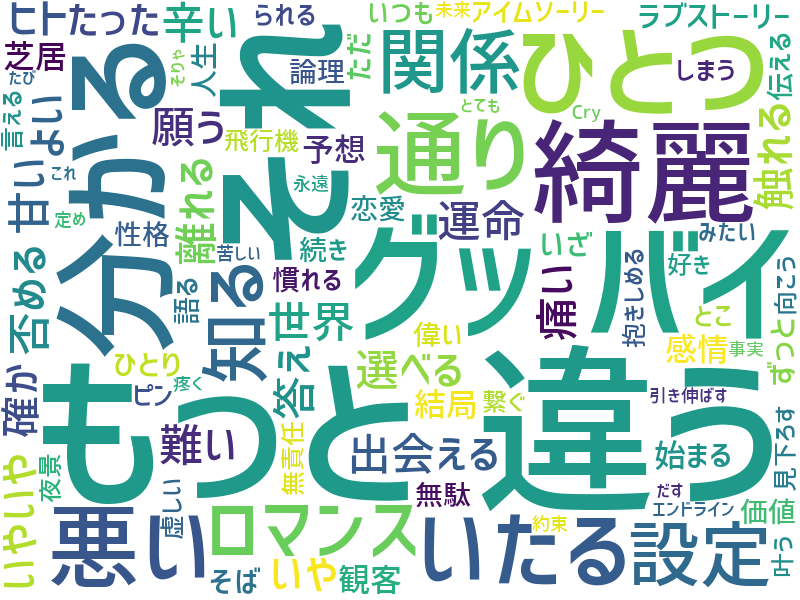 ヒト
たった
辛い
られる
いつも
未来
アイムソーリー
ラブストーリー
芝居
そりゃ
人生
論理
ただ
関係
ひとつ
しまう
伝える
たび
言える
よい
分かる
それ
願う
飛行機
予想
通り
とても
Cry
綺麗
触れる
甘い
これ
定め
性格
離れる
永遠
恋愛
運命
いざ
みたい
苦しい
続き
慣れる
語る
否める
知る
世界
グッバイ
痛い
抱きしめる
好き
向こう
とこ
ずっと
確か
ひとり
ピン
疼く
答え
偉い
選べる
結局
繋ぐ
感情
事実
引き伸ばす
もっと
違う
いやいや
夜景
難い
無責任
出会える
無駄
始まる
見下ろす
虚しい
悪い
ロマンス
そば
いや
観客
いたる
約束
だす
エンドライン
設定
価値
叶う